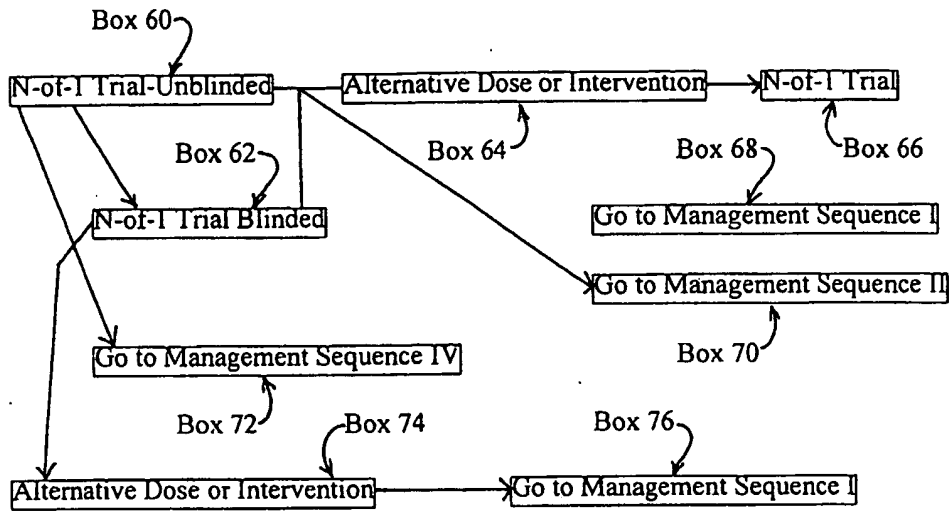 Box 60
N-of-1 Trial-Unblinded
Alternative Dose or Intervention
N-of-1 Trial
Box 62
Box 64
Box 68
Box 66
N-of-1 Trial Blinded
Go to Management Sequence I
Go to Management Sequence II
Box 70
Go to Management Sequence IV
Box 72
Box 74
Box 76
Alternative Dose or Intervention
Go to Management Sequence I